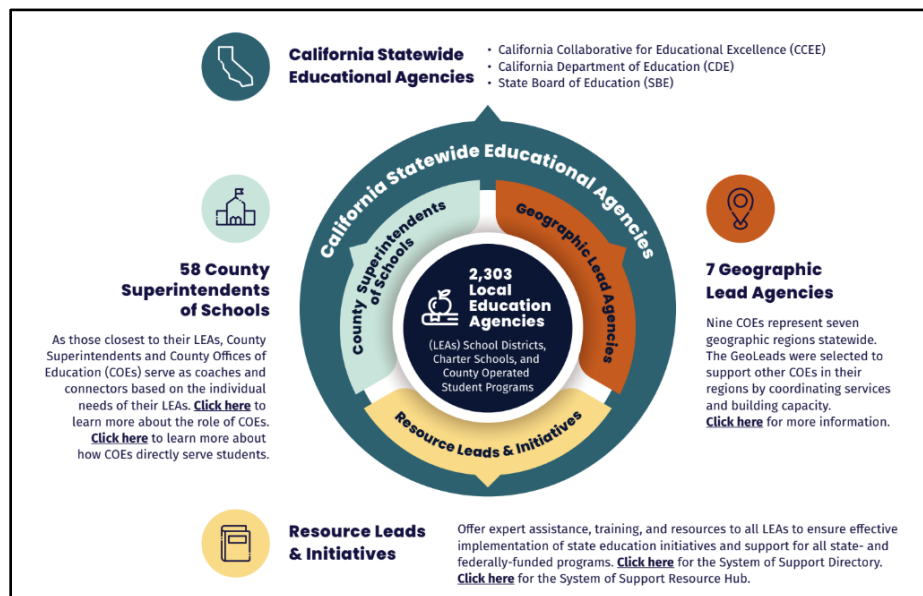 California Statewide
Educational Agencies
• California Collaborative for Educational Excellence (CCEE)
• California Department of Education (CDE)
• State Board of Education (SBE)
California Statewide Educational Agencies
County Superintendents
of Schools
Geographic Lead Agencies
Resource Leads & Initiatives
2,303
Local
Education
Agencies
(LEAs) School Districts,
Charter Schools, and
County Operated
Student Programs
58 County
Superintendents
of Schools
As those closest to their LEAs, County
Superintendents and County Offices of
Education (COEs) serve as coaches and
connectors based on the individual
needs of their LEAs. Click here to
learn more about the role of COEs.
Click here to learn more about
how COEs directly serve students.
7 Geographic
Lead Agencies
Nine COEs represent seven
geographic regions statewide.
The GeoLeads were selected to
support other COEs in their
regions by coordinating services
and building capacity.
Click here for more information.
Resource Leads
& Initiatives
Offer expert assistance, training, and resources to all LEAs to ensure effective
implementation of state education initiatives and support for all state- and
federally-funded programs. Click here for the System of Support Directory.
Click here for the System of Support Resource Hub.